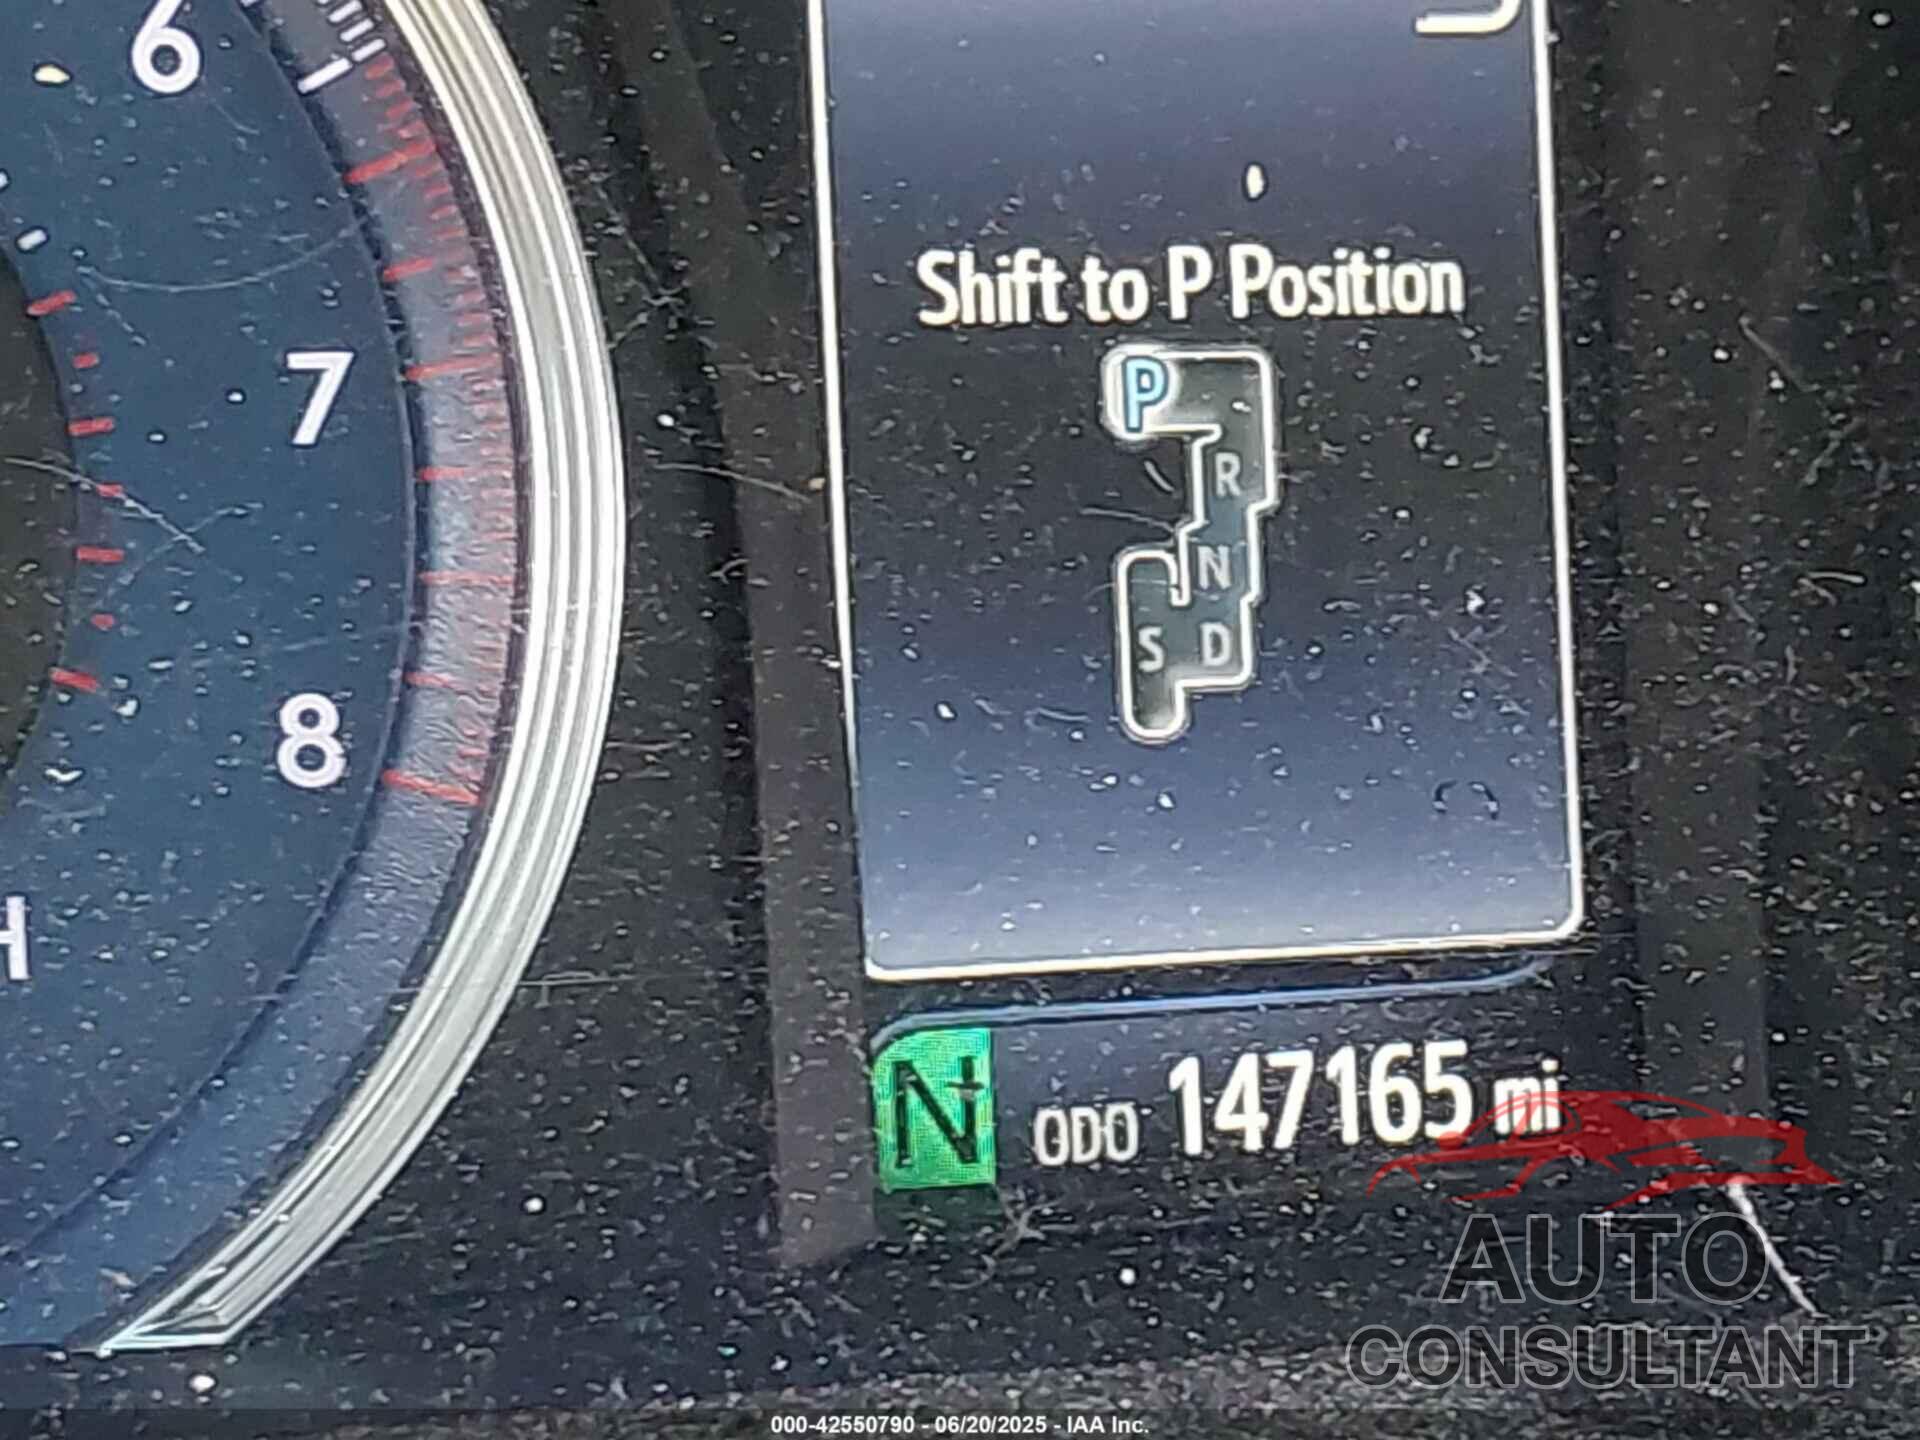 6
7
8
H
Shift to P Position
P
R
N
S D
N
ODO 147165 mi
AUTO
CONSULTANT
000-42550790 - 06/20/2025 - IAA Inc.